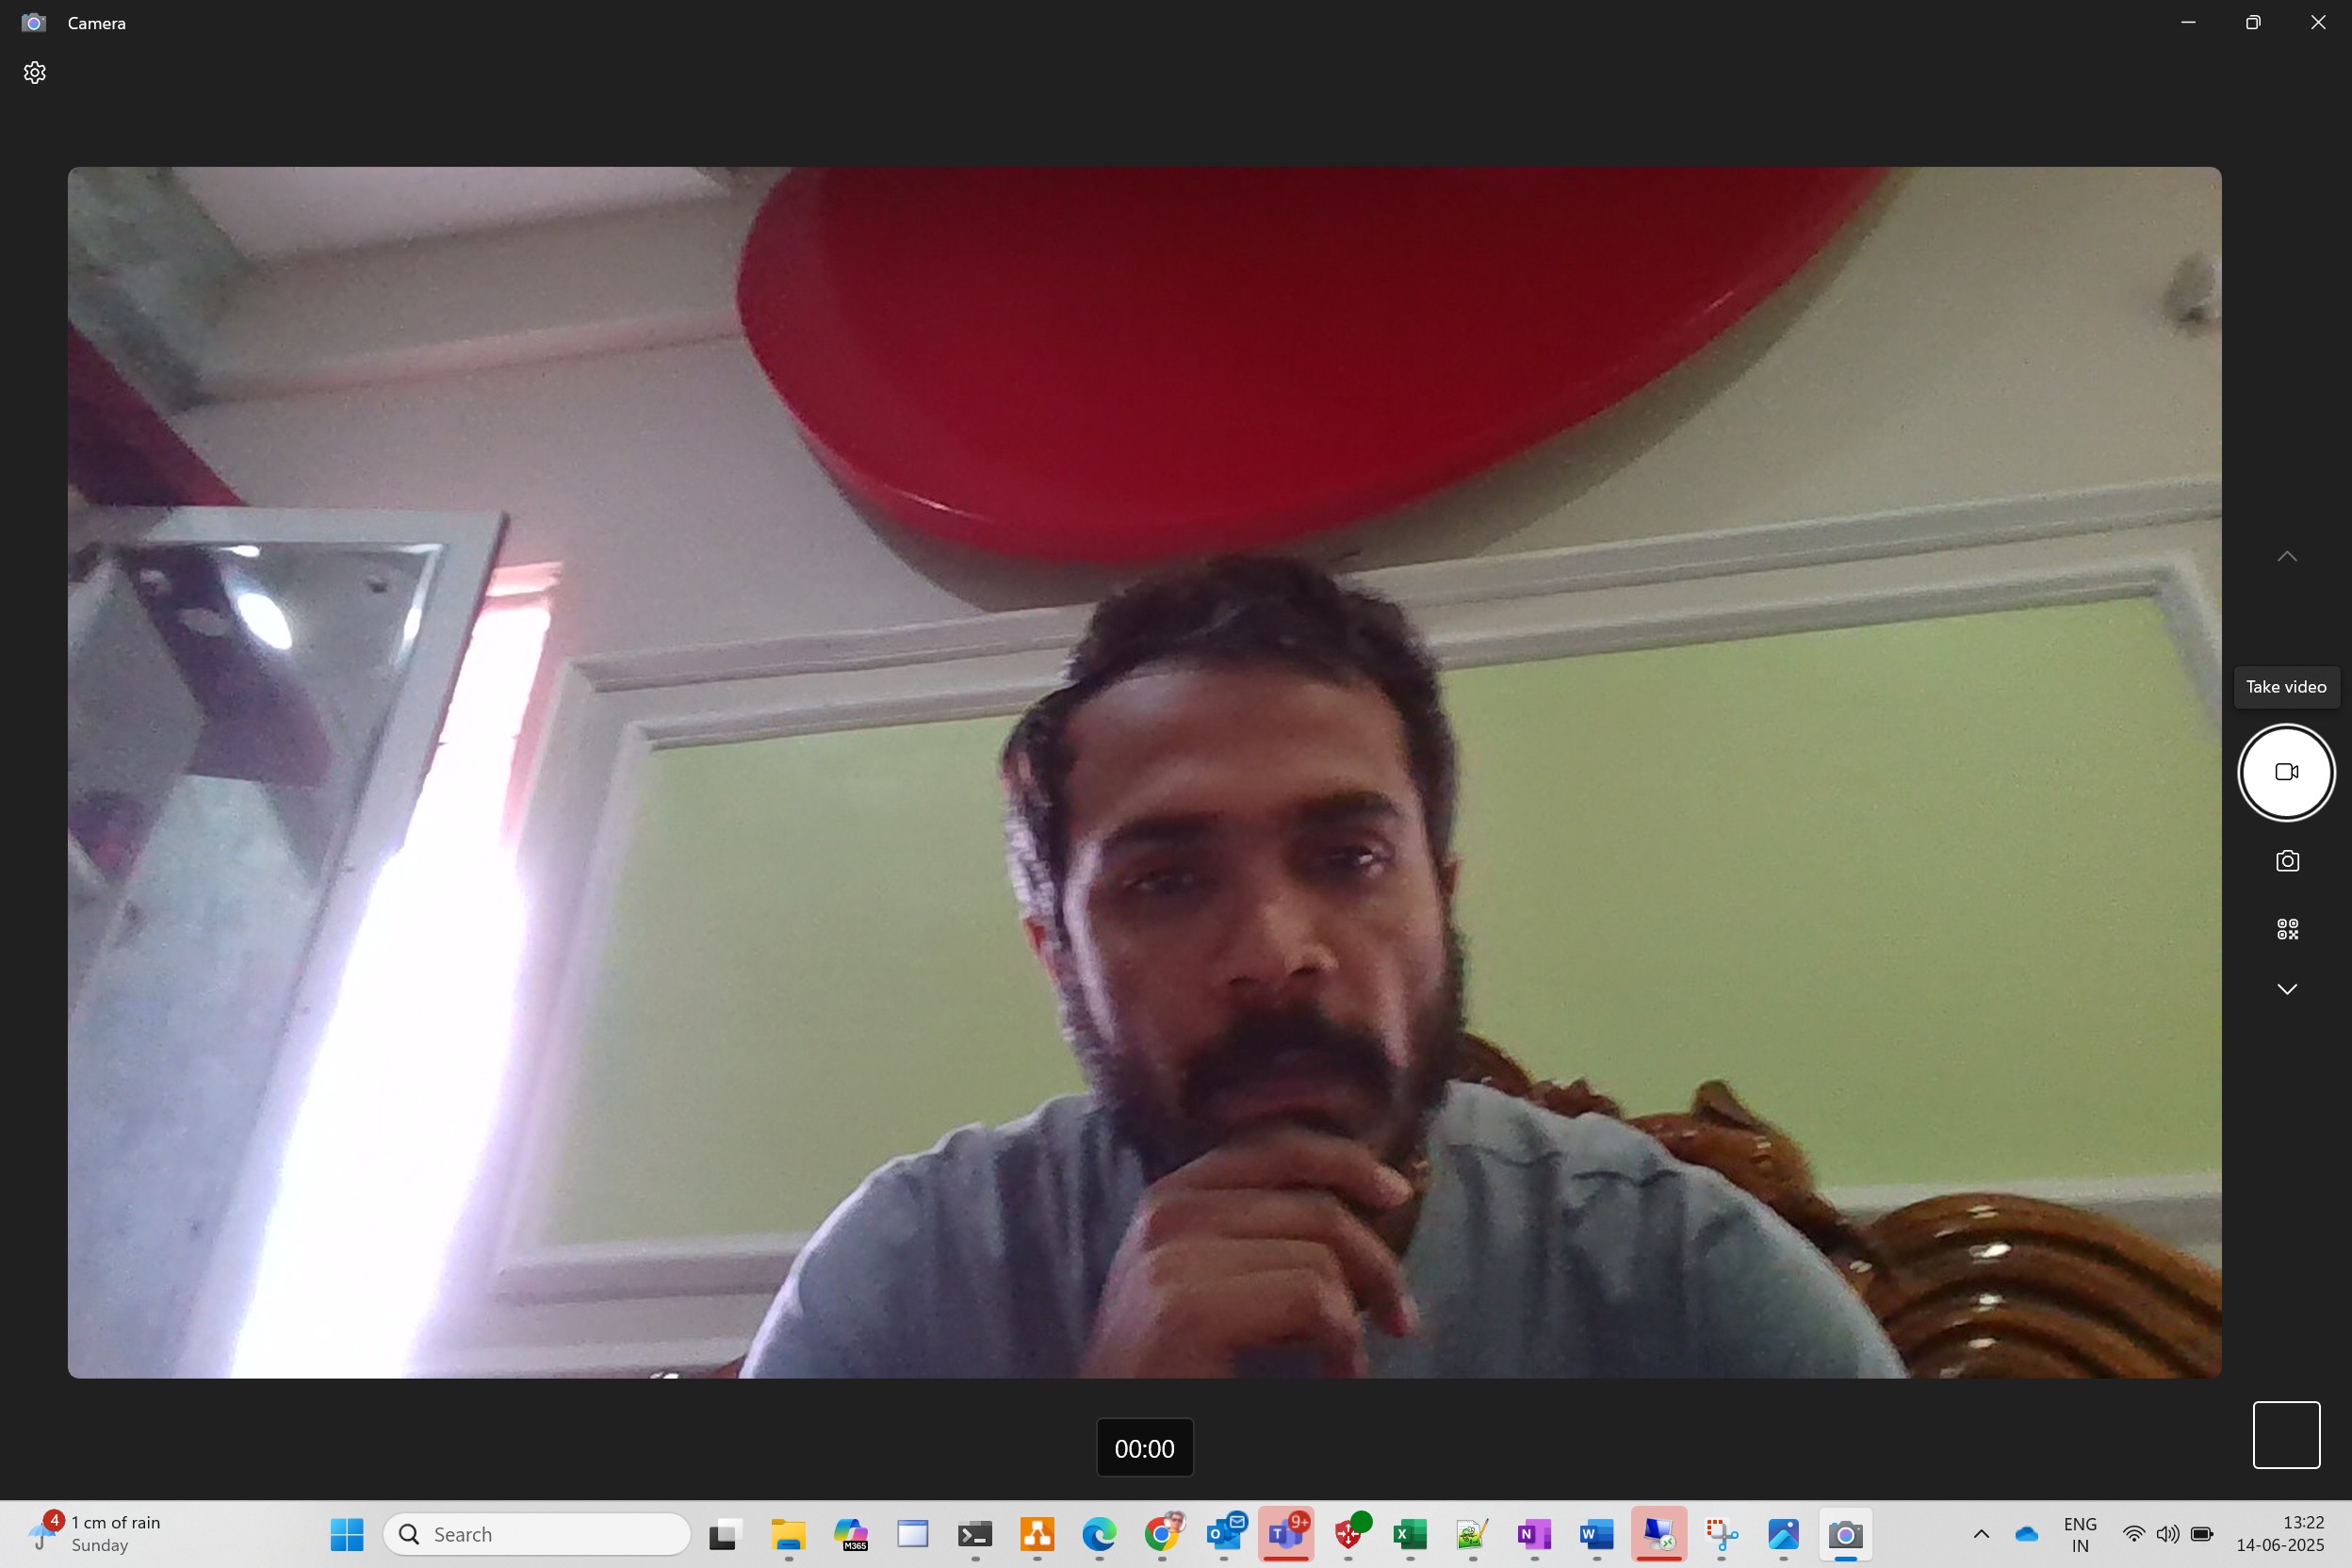 Camera
Take video
00:00
4
1 cm of rain
Sunday
Search
M365
9+
ENG
IN
13:22
14-06-2025